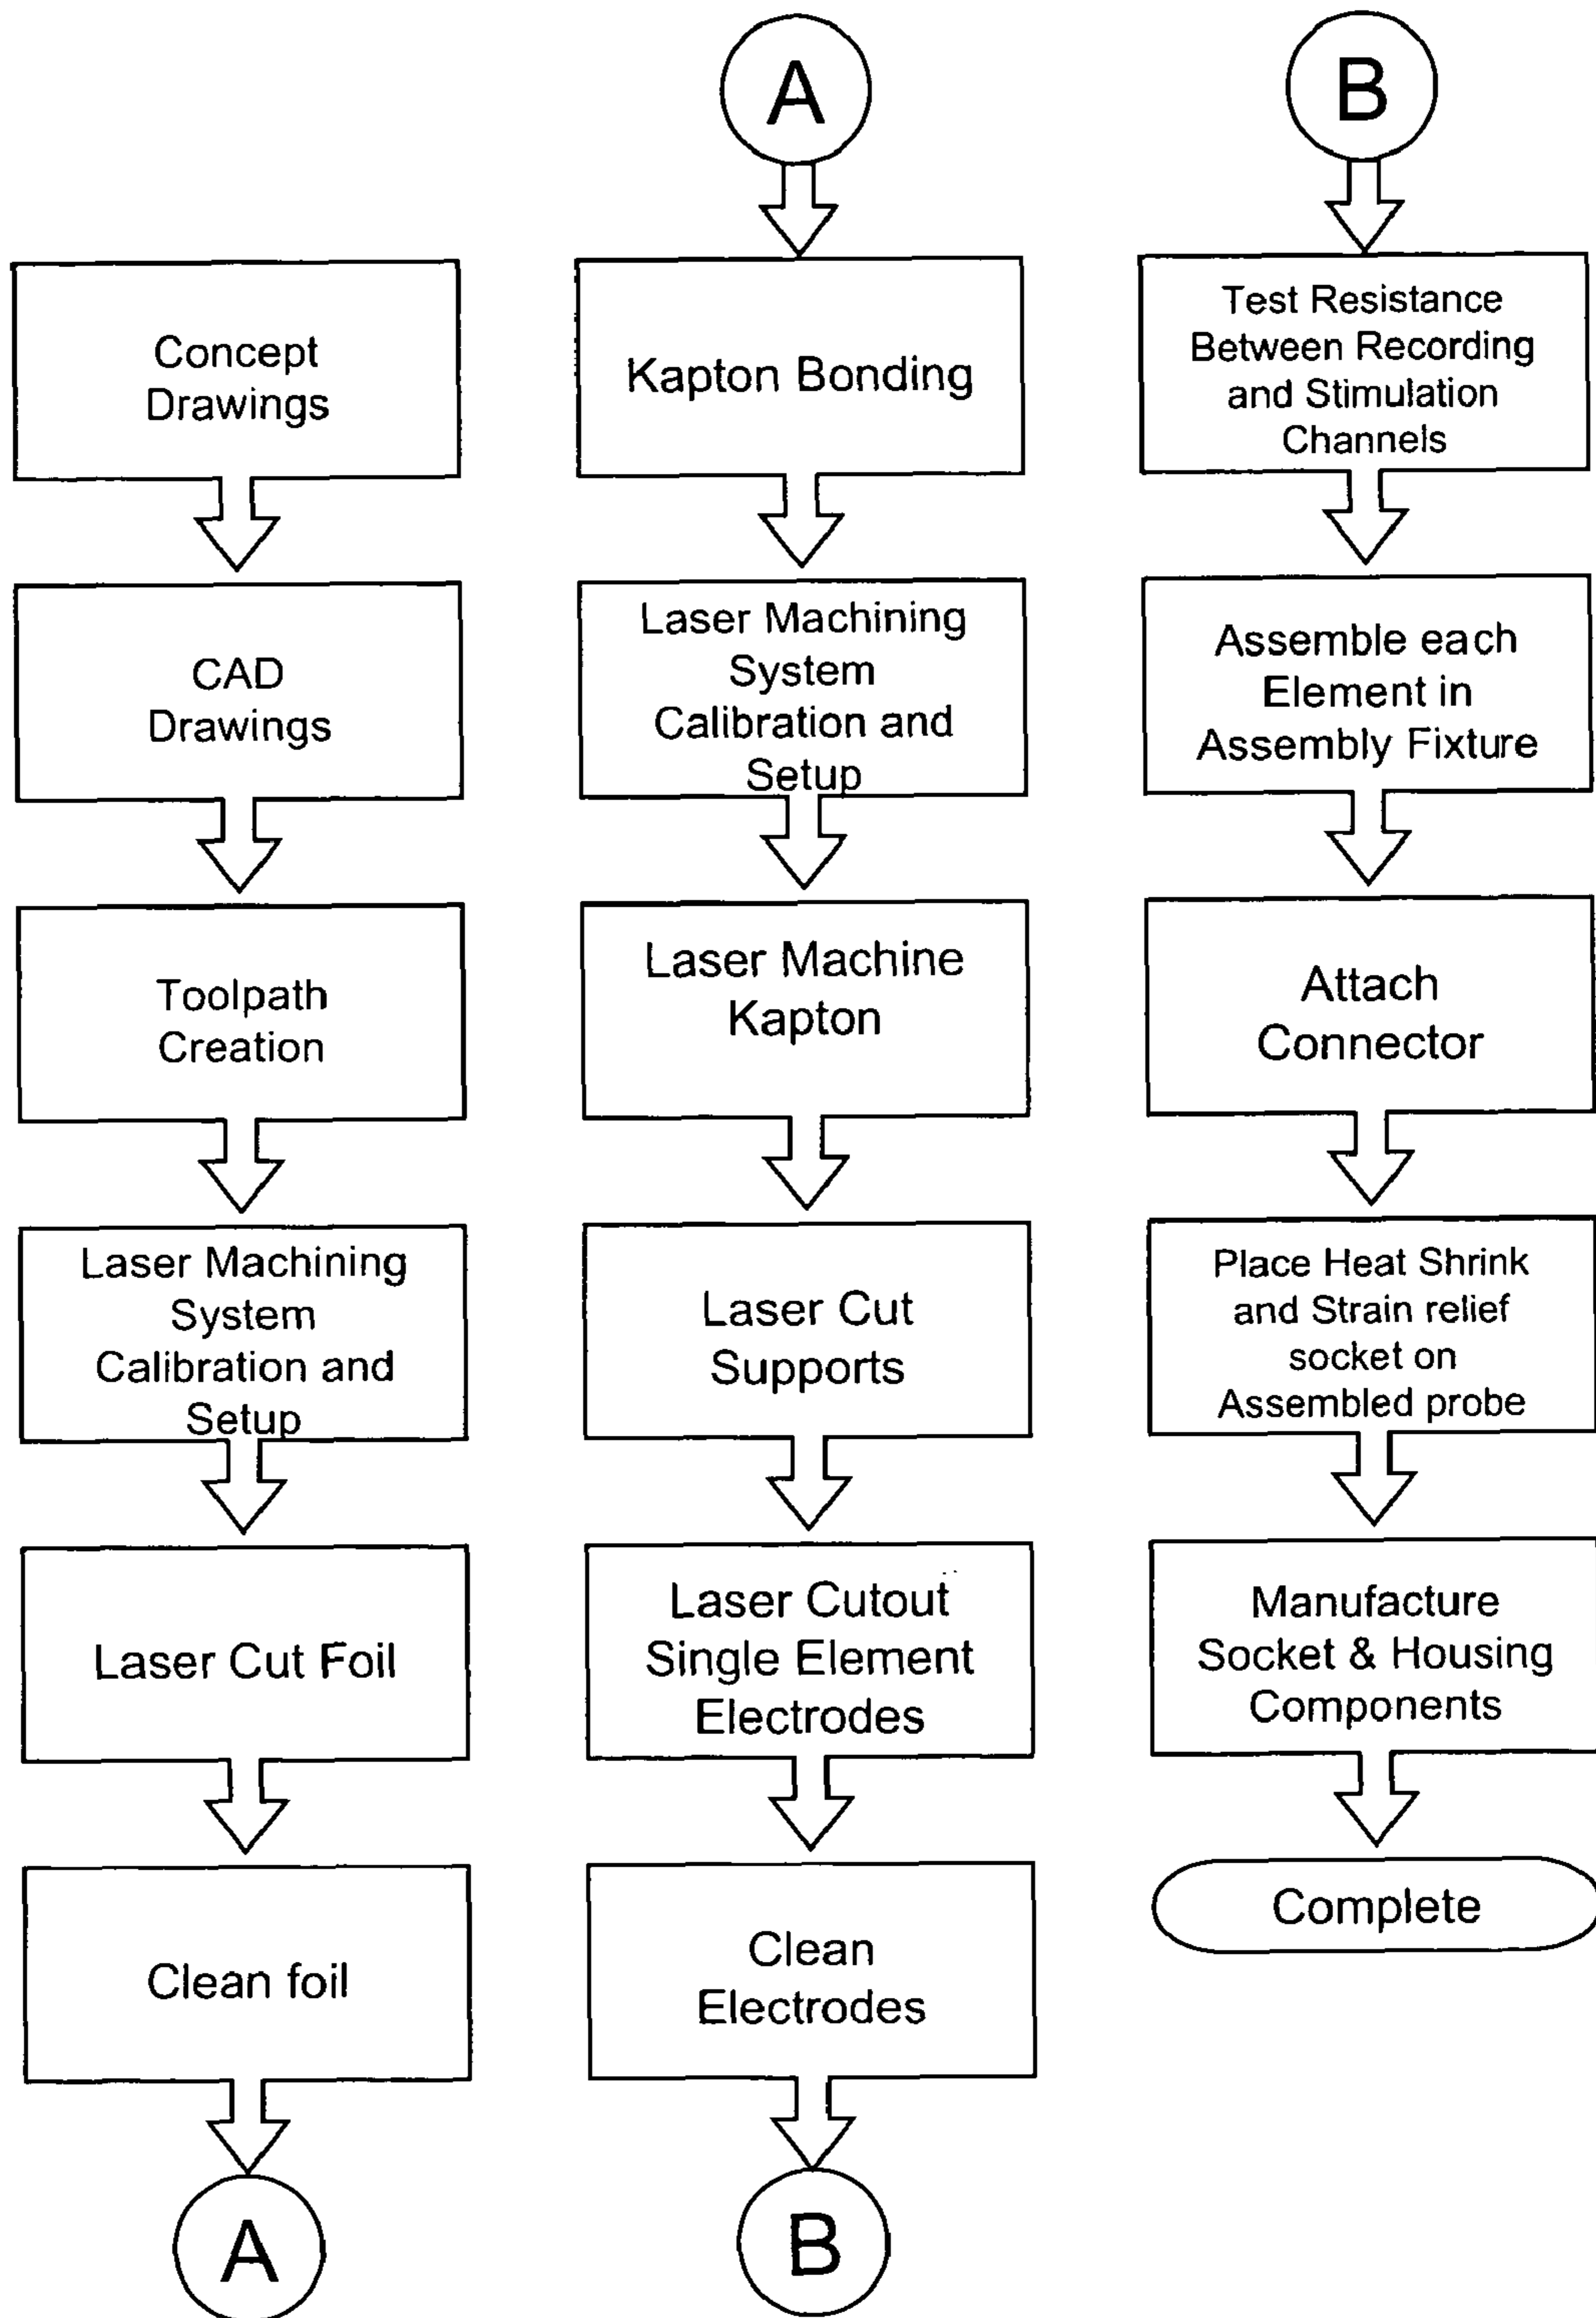 Concept
Drawings
CAD
Drawings
Toolpath
Creation
Laser Machining
System
Calibration and
Setup
Laser Cut Foil
Clean foil
A
A
Kapton Bonding
Laser Machining
System
Calibration and
Setup
Laser Machine
Kapton
Laser Cut
Supports
Laser Cutout
Single Element
Electrodes
Clean
Electrodes
B
B
Test Resistance
Between Recording
and Stimulation
Channels
Assemble each
Element in
Assembly Fixture
Attach
Connector
Place Heat Shrink
and Strain relief
socket on
Assembled probe
Manufacture
Socket & Housing
Components
Complete